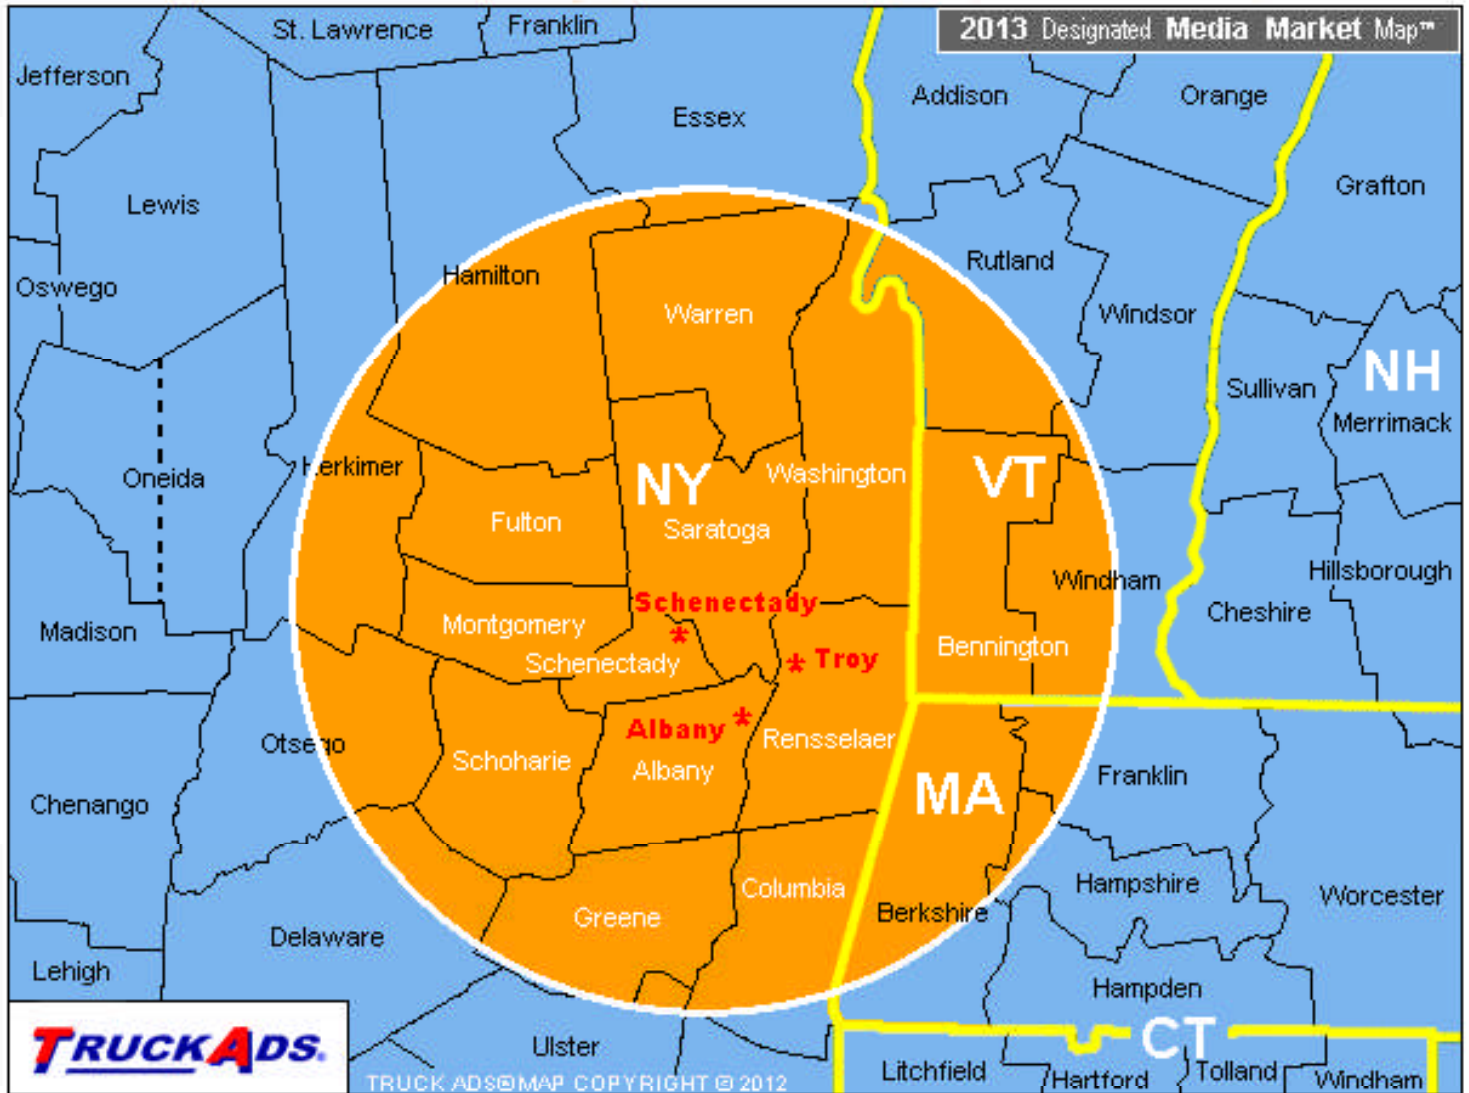 St. Lawrence
Franklin
2013 Designated Media Market Map™
Jefferson
Essex
Addison
Orange
Lewis
Grafton
Oswego
Hamilton
Rutland
Warren
Windsor
NH
Sullivan
Merrimack
Oneida
Herkimer
NY
Washington
VT
Fulton
Saratoga
Hillsborough
Windham
Cheshire
Schenectady
Madison
Montgomery
Bennington
Schenectady
* Troy
*
Albany *
Rensselaer
Otsego
Schoharie
Albany
MA
Franklin
Chenango
Hampshire
Worcester
Columbia
Berkshire
Greene
Delaware
Lehigh
Hampden
TRUCKADS.
Ulster
CT
Litchfield
Hartford
Tolland
Windham
TRUCK ADS®MAP COPYRIGHT © 2012